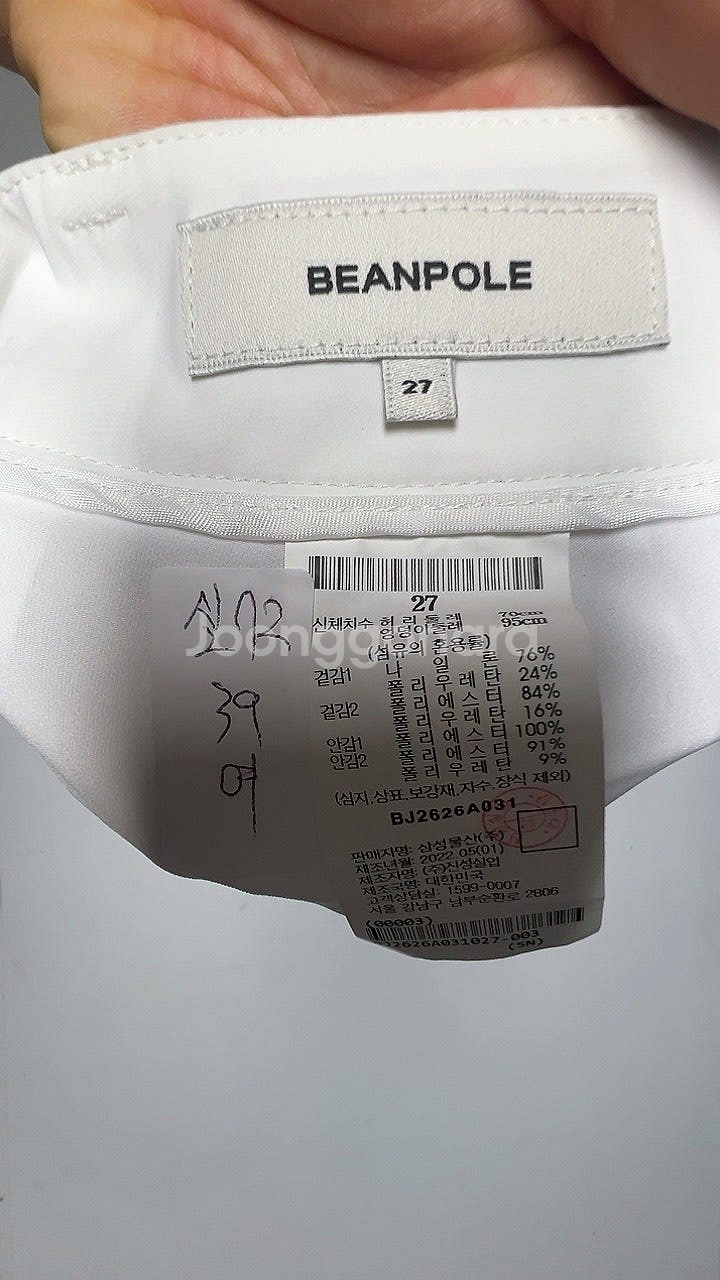 BEANPOLE
27
27
신체치수 허 리 둘 레 70cm
엉덩이둘레 95cm
(섬유의 혼용률)
겉감1 나 일 론 76%
폴 리 우 레 탄 24%
겉감2 폴 리 에 스 터 84%
폴 리 우 레 탄 16%
안감1 폴 리 에 스 터 100%
안감2 폴 리 에 스 터 91%
폴 리 우 레 탄 9%
(심지,상표,보강재,자수,장식 제외)
BJ2626A031
판매자명: 삼성물산(주)
제조년월: 2022.05(01)
제조자명: (주)진성실업
제조국명: 대한민국
고객상담실: 1599-0007
서울 강남구 남부순환로 2806
(00003)
BJ2626A031027-003
(SN)
39
여
Joonggonara